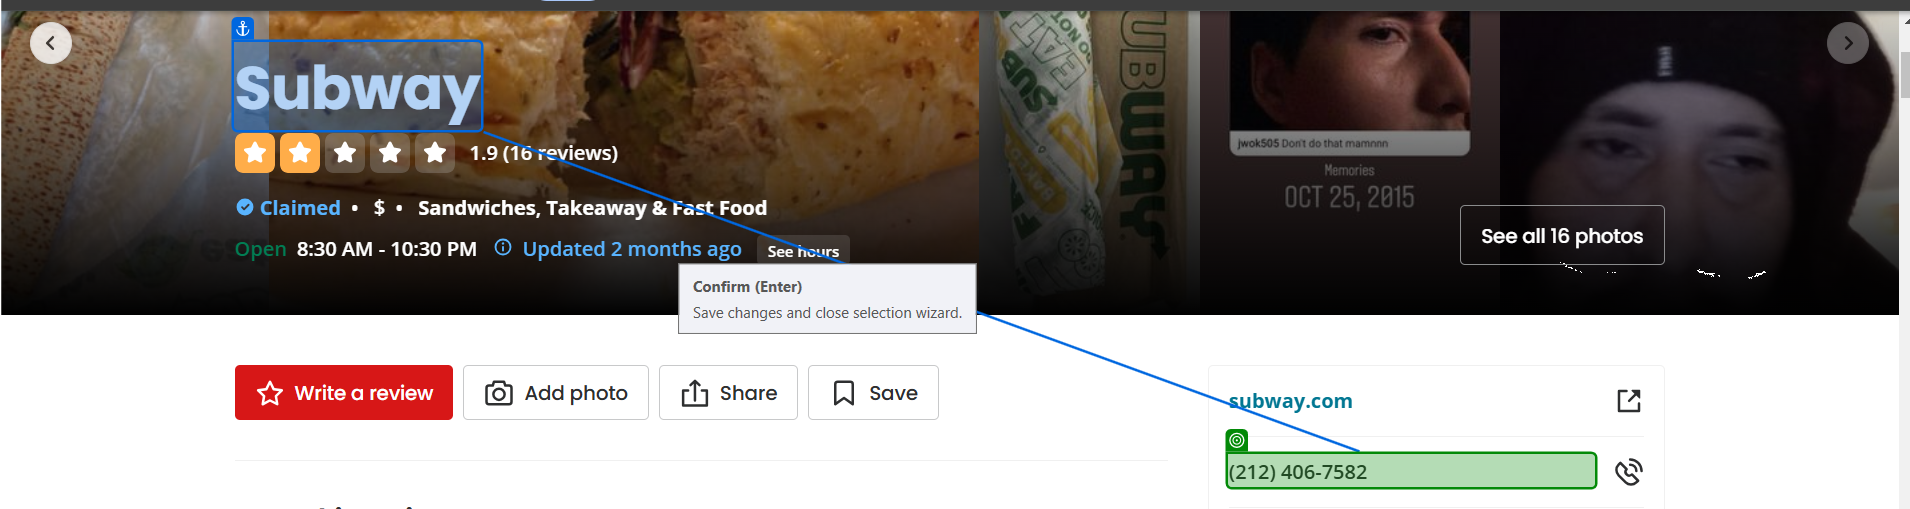 Subway
1.9 (16 reviews)
Claimed • $ • Sandwiches, Takeaway & Fast Food
Open 8:30 AM - 10:30 PM Updated 2 months ago See hours
Confirm (Enter)
Save changes and close selection wizard.
SUBWAY
jwok505 Don't do that mamnnn
Memories
OCT 25, 2015
See all 16 photos
Write a review
Add photo
Share
Save
subway.com
(212) 406-7582